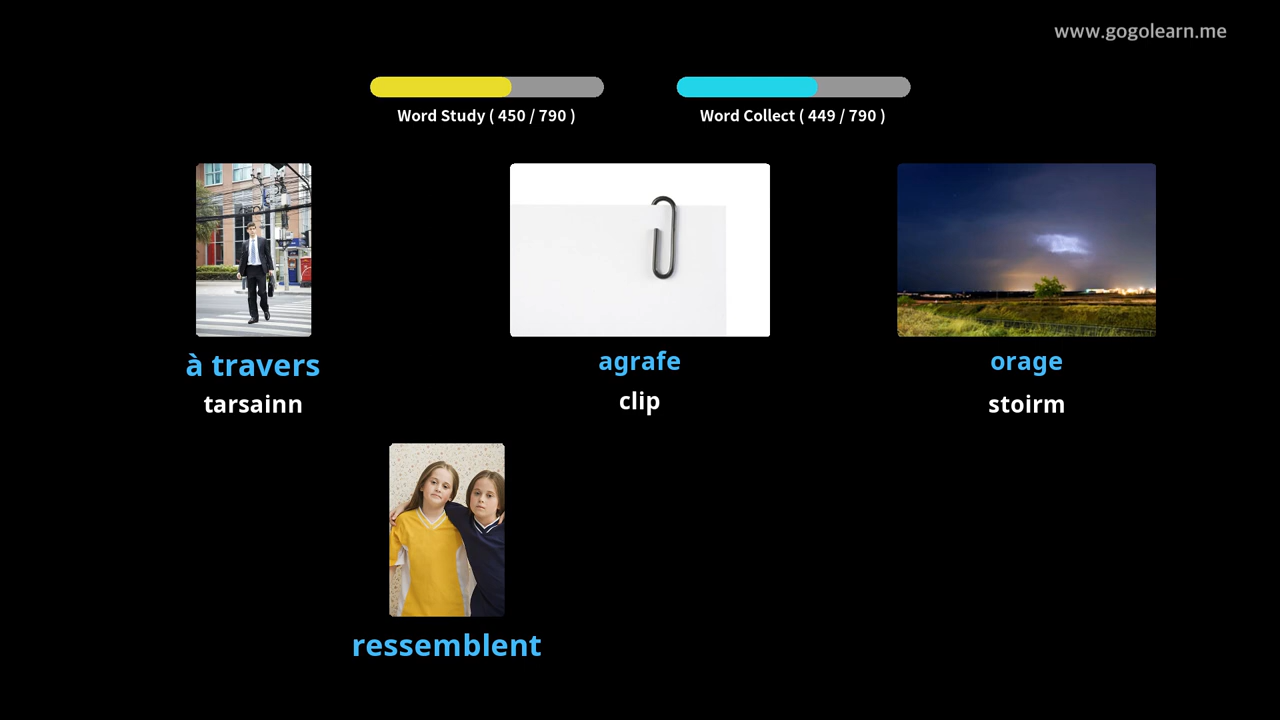 www.gogolearn.me
Word Study ( 450 / 790 )
Word Collect ( 449 / 790 )
à travers
tarsainn
agrafe
clip
orage
stoirm
ressemblent